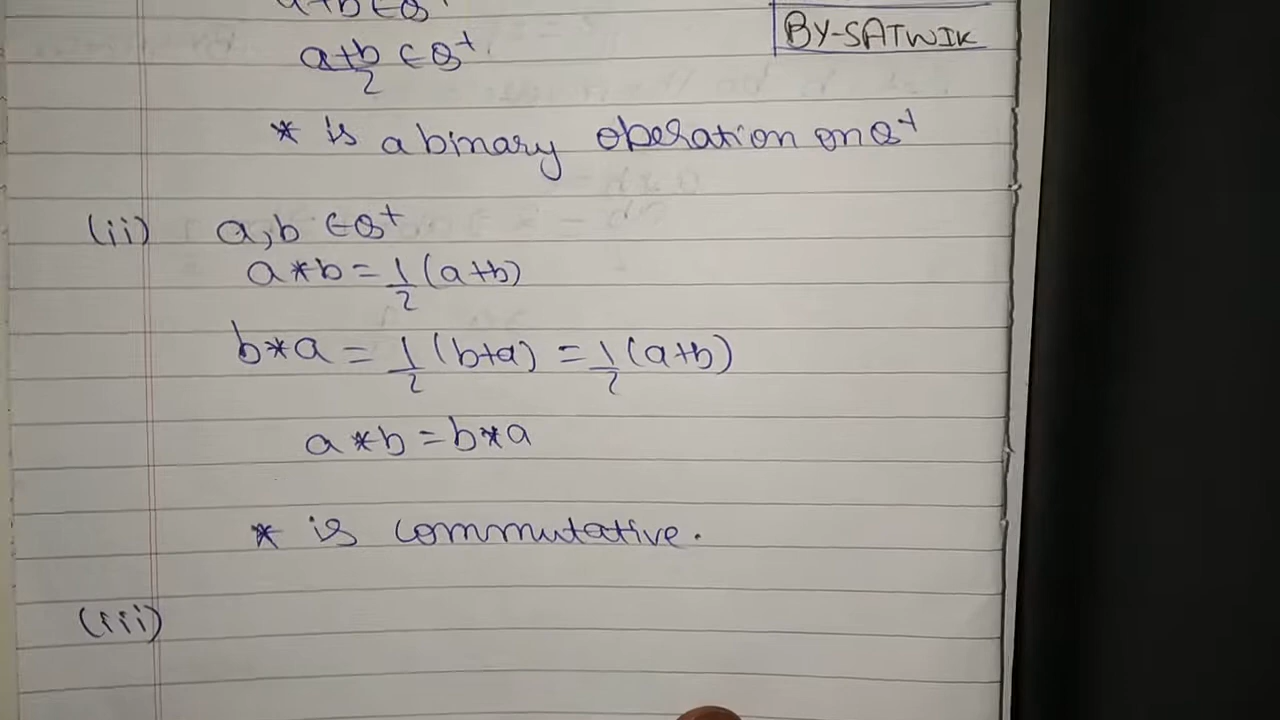 a+b ∈ Q⁺
BY-SATWIK
a+b/2 ∈ Q⁺
* is a binary operation on Q⁺
(ii) a,b ∈ Q⁺
a*b = 1/2 (a+b)
b*a = 1/2 (b+a) = 1/2 (a+b)
a*b = b*a
* is commutative.
(iii)